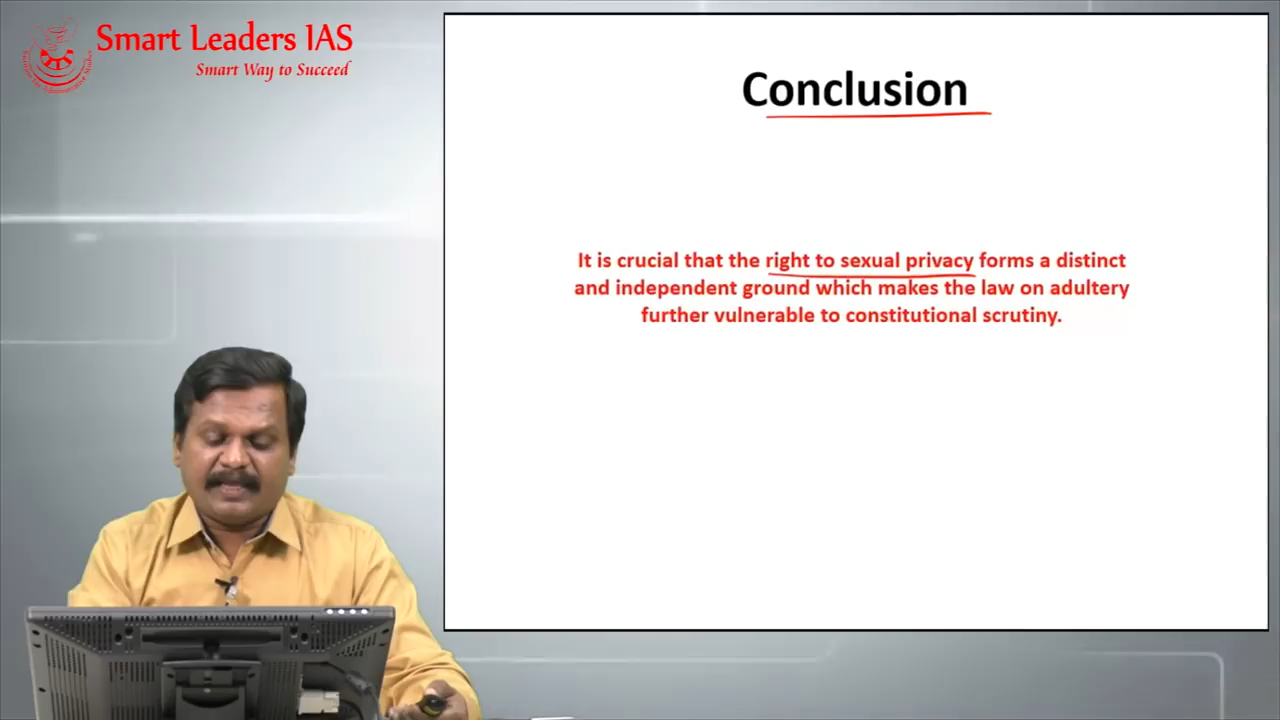 Smart Leaders IAS
Smart Way to Succeed
Conclusion
It is crucial that the right to sexual privacy forms a distinct
and independent ground which makes the law on adultery
further vulnerable to constitutional scrutiny.